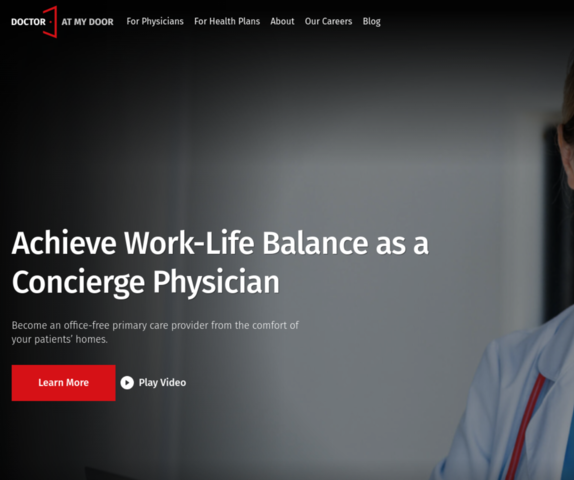 DOCTOR AT MY DOOR For Physicians For Health Plans About Our Careers Blog
Achieve Work-Life Balance as a
Concierge Physician
Become an office-free primary care provider from the comfort of
your patients’ homes.
Learn More Play Video